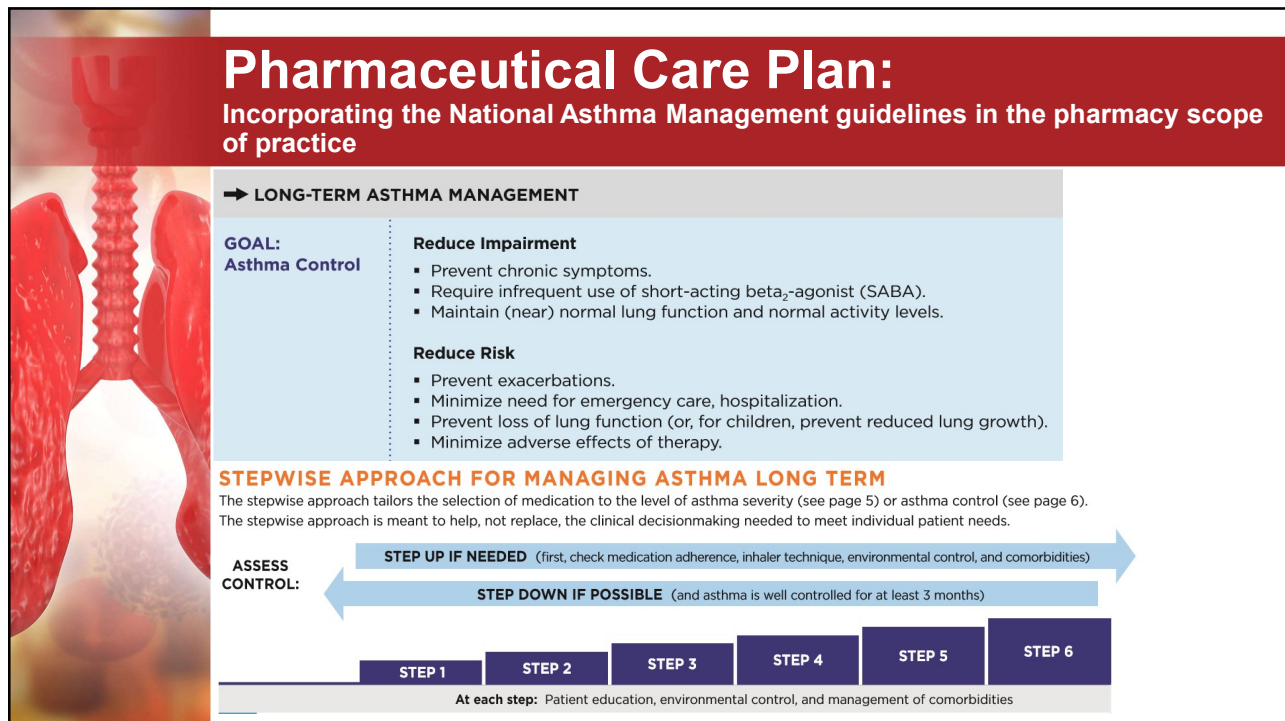 Pharmaceutical Care Plan:
Incorporating the National Asthma Management guidelines in the pharmacy scope
of practice
➞ LONG-TERM ASTHMA MANAGEMENT
GOAL:
Asthma Control
Reduce Impairment
▪ Prevent chronic symptoms.
▪ Require infrequent use of short-acting beta₂-agonist (SABA).
▪ Maintain (near) normal lung function and normal activity levels.
Reduce Risk
▪ Prevent exacerbations.
▪ Minimize need for emergency care, hospitalization.
▪ Prevent loss of lung function (or, for children, prevent reduced lung growth).
▪ Minimize adverse effects of therapy.
STEPWISE APPROACH FOR MANAGING ASTHMA LONG TERM
The stepwise approach tailors the selection of medication to the level of asthma severity (see page 5) or asthma control (see page 6).
The stepwise approach is meant to help, not replace, the clinical decisionmaking needed to meet individual patient needs.
ASSESS
CONTROL:
STEP UP IF NEEDED (first, check medication adherence, inhaler technique, environmental control, and comorbidities)
STEP DOWN IF POSSIBLE (and asthma is well controlled for at least 3 months)
STEP 1
STEP 2
STEP 3
STEP 4
STEP 5
STEP 6
At each step: Patient education, environmental control, and management of comorbidities